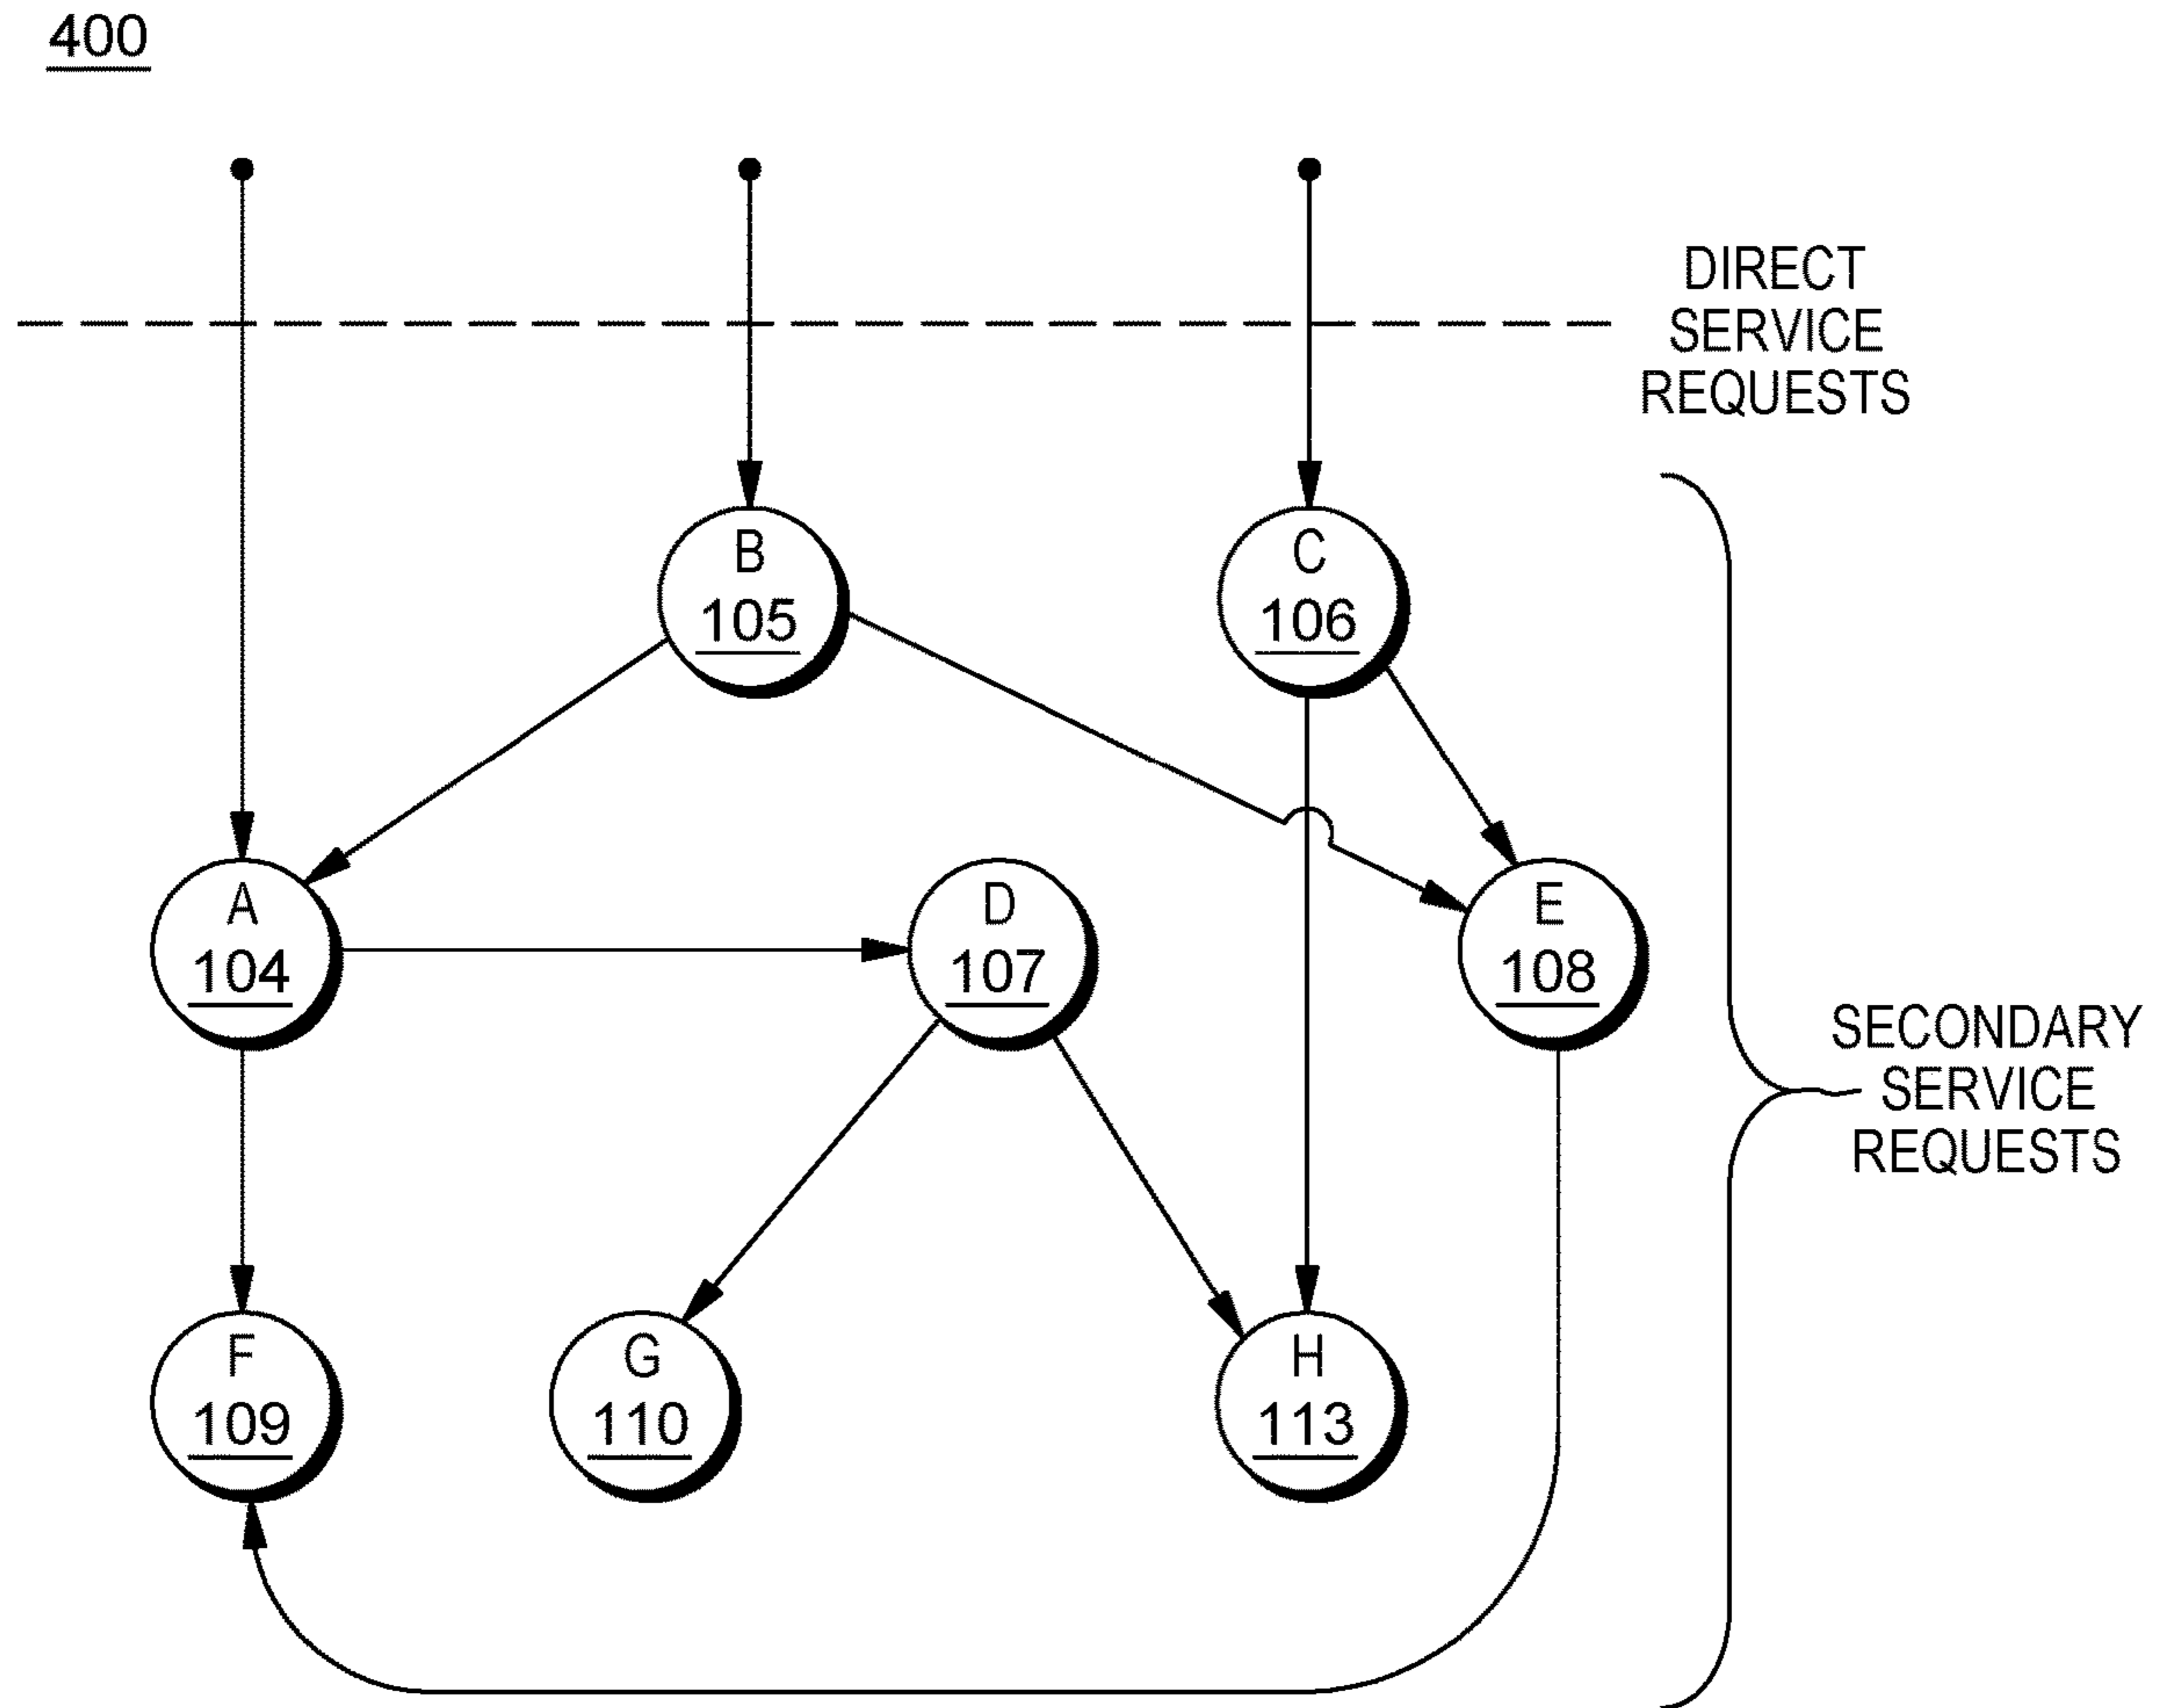 400
DIRECT
SERVICE
REQUESTS
B
105
C
106
A
104
D
107
E
108
SECONDARY
SERVICE
REQUESTS
F
109
G
110
H
113